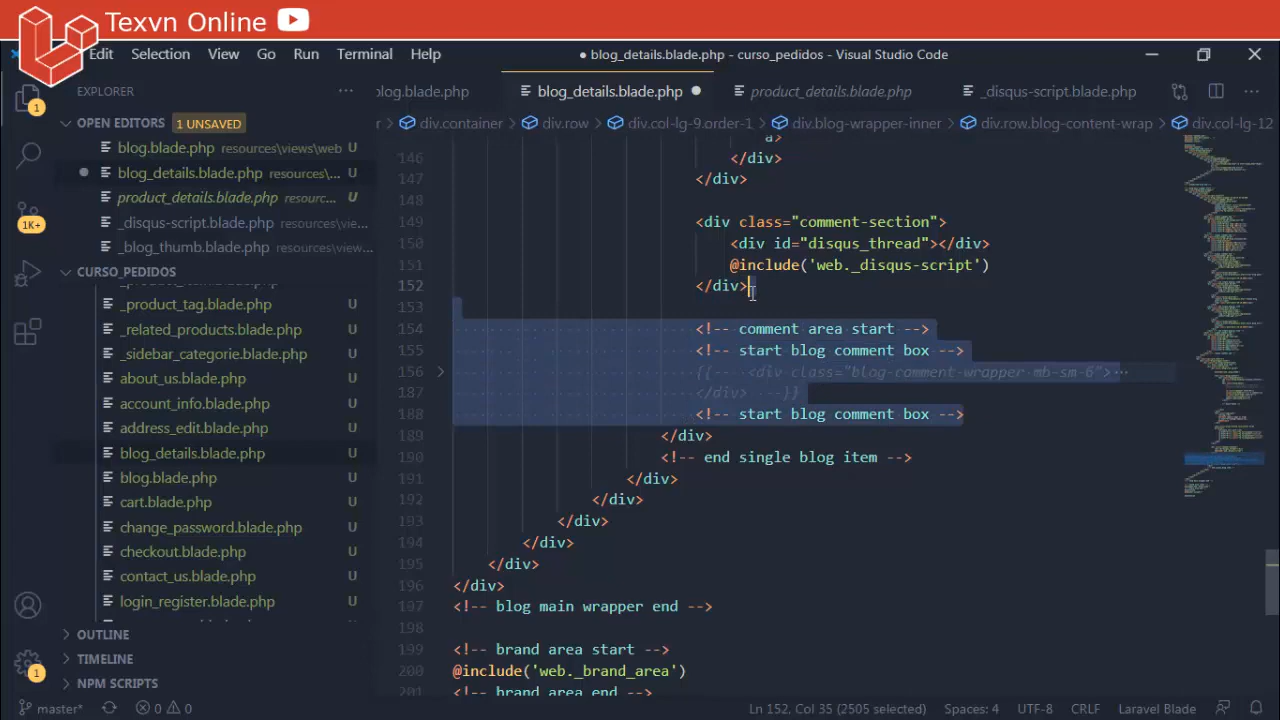 Texvn Online
Edit Selection View Go Run Terminal Help
● blog_details.blade.php - curso_pedidos - Visual Studio Code
EXPLORER ···
blog.blade.php blog_details.blade.php ● product_details.blade.php _disqus-script.blade.php ···
OPEN EDITORS 1 UNSAVED
r > div.container > div.row > div.col-lg-9.order-1 > div.blog-wrapper-inner > div.row.blog-content-wrap > div.col-lg-12
blog.blade.php resources\views\web U
● blog_details.blade.php resources\... U
product_details.blade.php resourc... U
_disqus-script.blade.php resources\vie...
_blog_thumb.blade.php resources\view...
CURSO_PEDIDOS
_product_tag.blade.php U
_related_products.blade.php U
_sidebar_categorie.blade.php U
about_us.blade.php U
account_info.blade.php U
address_edit.blade.php U
blog_details.blade.php U
blog.blade.php U
cart.blade.php U
change_password.blade.php U
checkout.blade.php U
contact_us.blade.php U
login_register.blade.php U
OUTLINE
TIMELINE
NPM SCRIPTS
1
1K+
1
a>
146 </div>
147 </div>
148
149 <div class="comment-section">
150 <div id="disqus_thread"></div>
151 @include('web._disqus-script')
152 </div>
153
154 <!-- comment area start -->
155 <!-- start blog comment box -->
156 {{-- <div class="blog-comment-wrapper mb-sm-6">···
187 </div> --}}
188 <!-- start blog comment box -->
189 </div>
190 <!-- end single blog item -->
191 </div>
192 </div>
193 </div>
194 </div>
195 </div>
196 </div>
197 <!-- blog main wrapper end -->
198
199 <!-- brand area start -->
200 @include('web._brand_area')
201 <!-- brand area end -->
master* 0 0 Ln 152, Col 35 (2505 selected) Spaces: 4 UTF-8 CRLF Laravel Blade